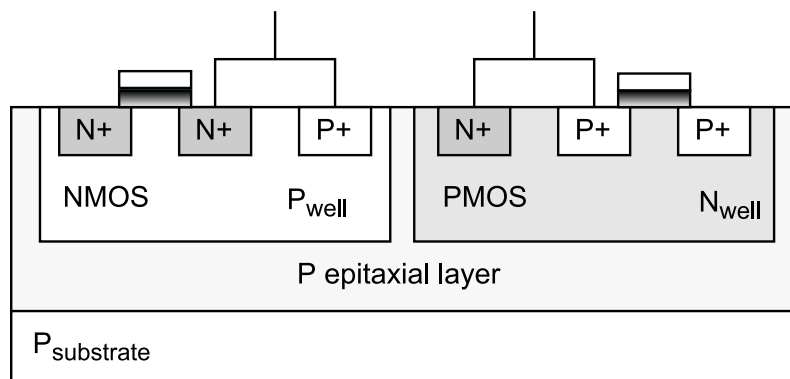 N+ N+ P+ N+ P+ P+
NMOS Pwell PMOS Nwell
P epitaxial layer
Psubstrate